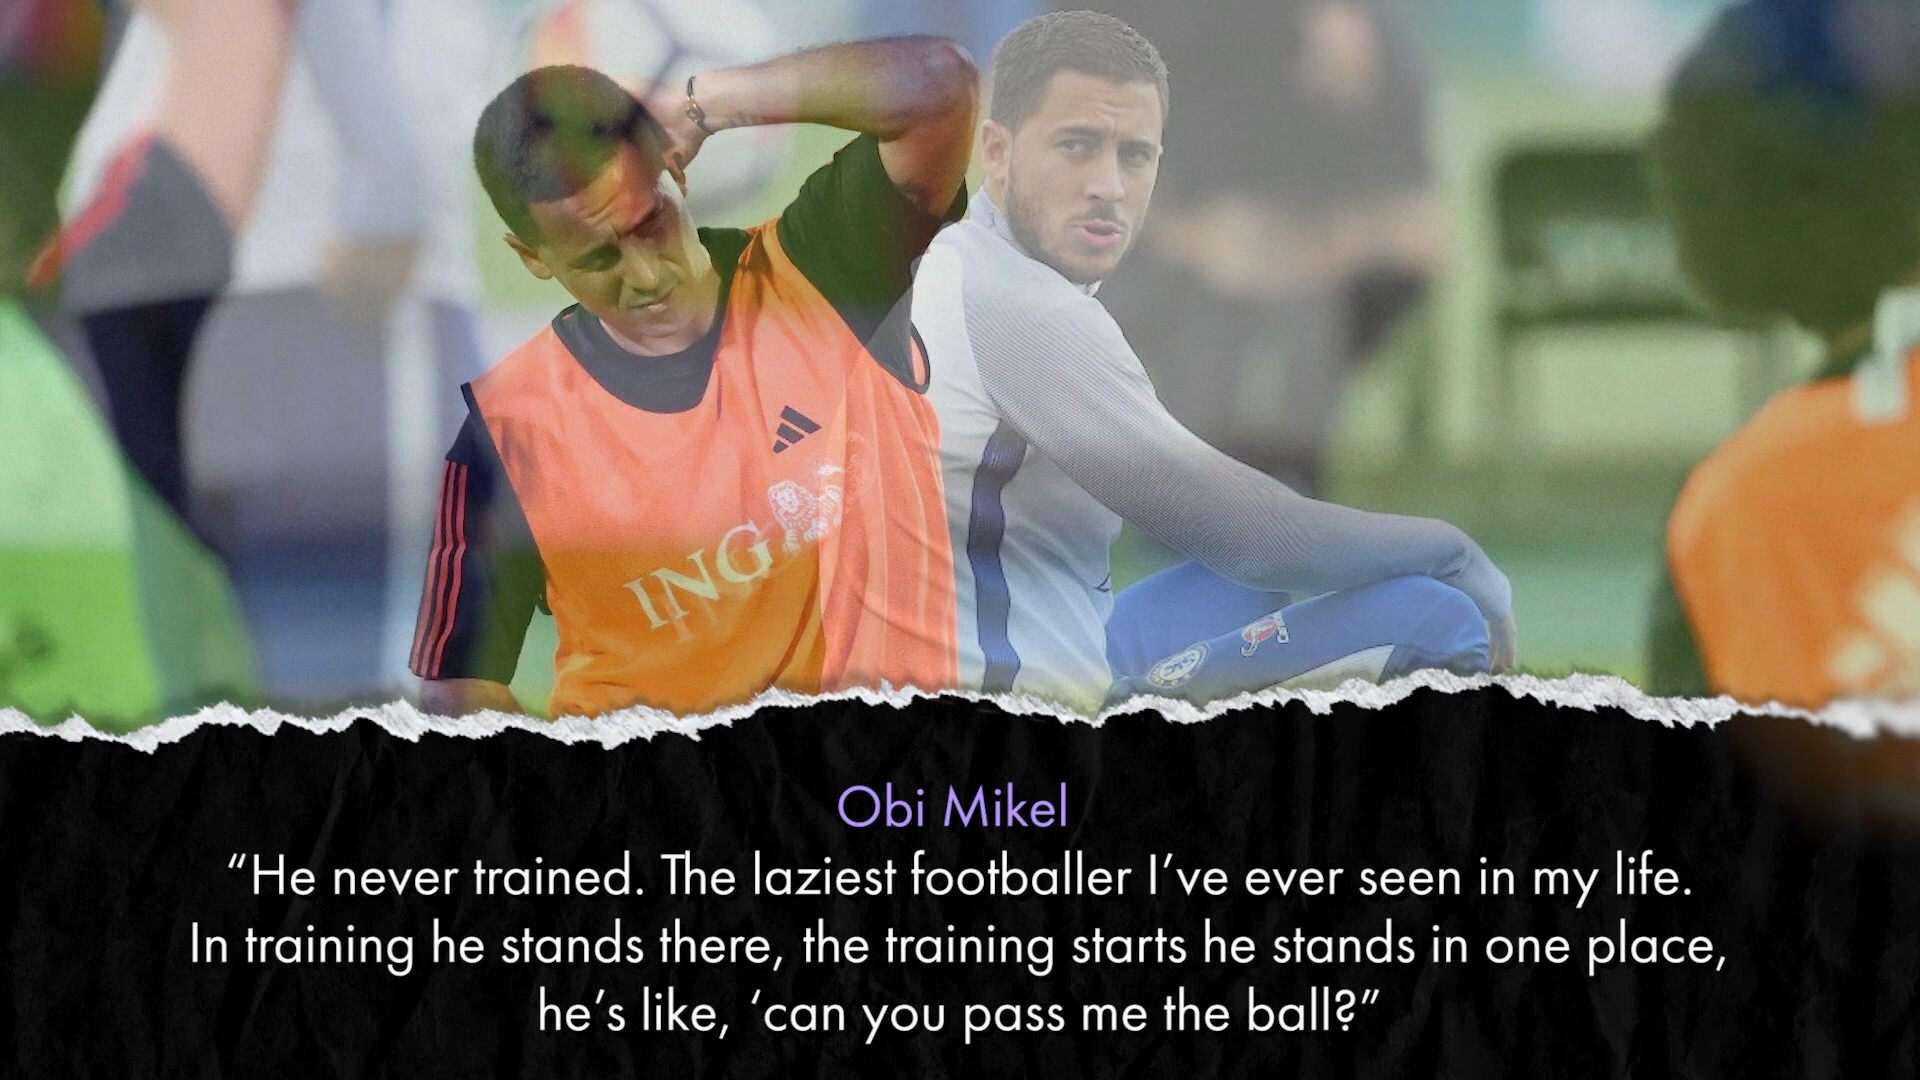 ING
Obi Mikel
“He never trained. The laziest footballer I’ve ever seen in my life.
In training he stands there, the training starts he stands in one place,
he’s like, ‘can you pass me the ball?”